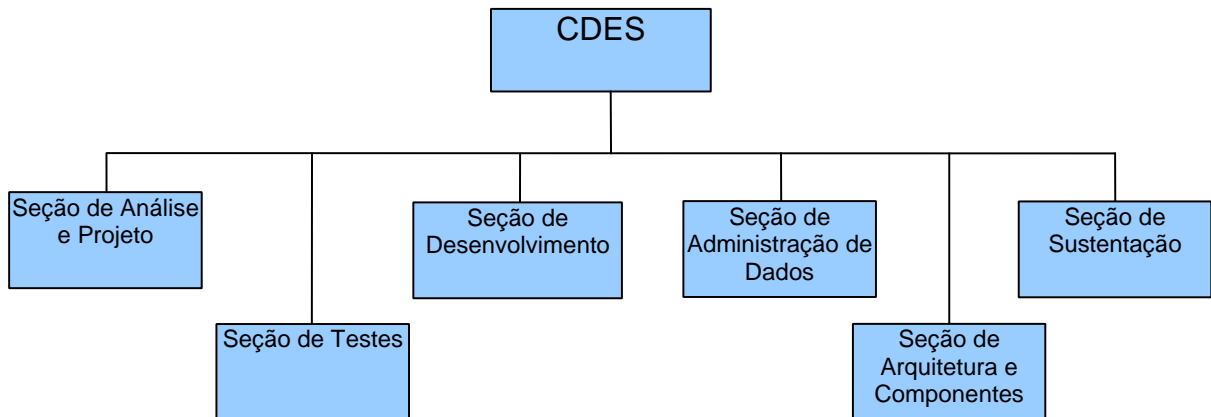 CDES
Seção de Análise
e Projeto
Seção de
Desenvolvimento
Seção de
Administração de
Dados
Seção de
Sustentação
Seção de Testes
Seção de
Arquitetura e
Componentes